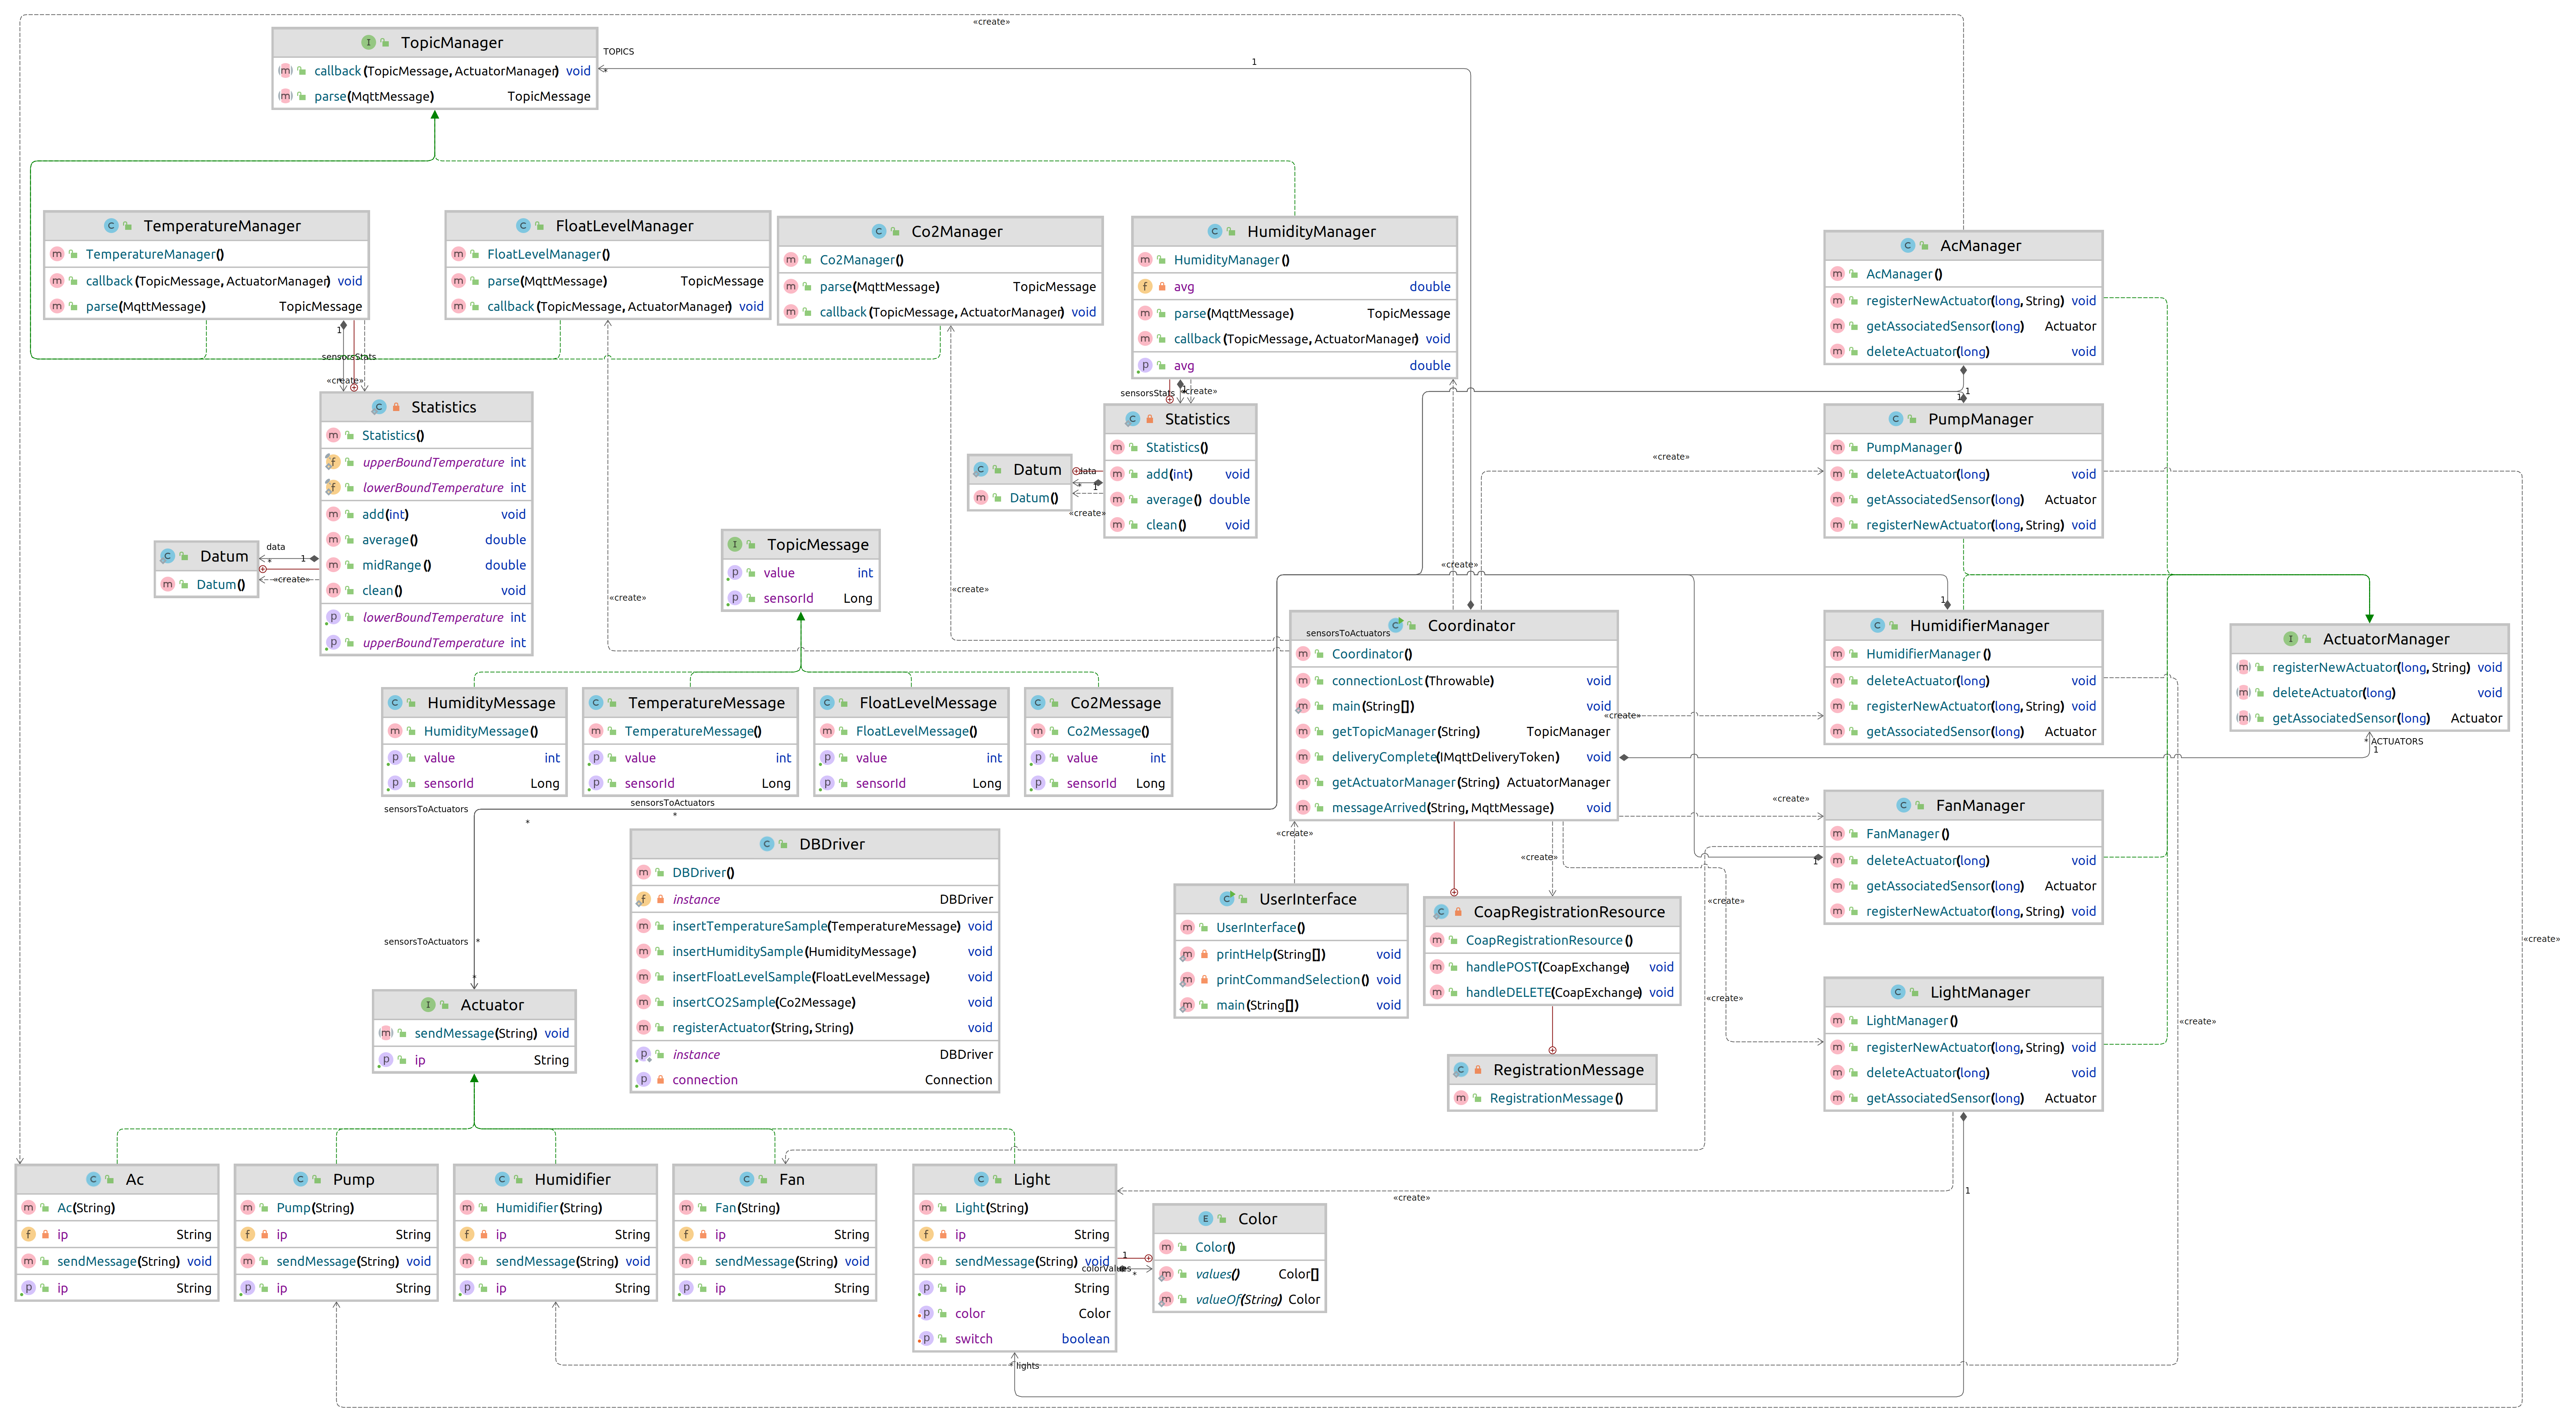 «create»
TopicManager
callback(TopicMessage, ActuatorManager) void
parse(MqttMessage) TopicMessage
TOPICS
*
1
TemperatureManager
TemperatureManager()
callback(TopicMessage, ActuatorManager) void
parse(MqttMessage) TopicMessage
FloatLevelManager
FloatLevelManager()
parse(MqttMessage) TopicMessage
callback(TopicMessage, ActuatorManager) void
Co2Manager
Co2Manager()
parse(MqttMessage) TopicMessage
callback(TopicMessage, ActuatorManager) void
HumidityManager
HumidityManager()
avg double
parse(MqttMessage) TopicMessage
callback(TopicMessage, ActuatorManager) void
avg double
AcManager
AcManager()
registerNewActuator(long, String) void
getAssociatedSensor(long) Actuator
deleteActuator(long) void
1
sensorsStats
«create»
Statistics
Statistics()
upperBoundTemperature int
lowerBoundTemperature int
add(int) void
average() double
midRange() double
clean() void
lowerBoundTemperature int
upperBoundTemperature int
data
1
*
«create»
Datum
Datum()
sensorsStats
1
«create»
Statistics
Statistics()
add(int) void
average() double
clean() void
data
*
1
«create»
Datum
Datum()
1
1
PumpManager
PumpManager()
deleteActuator(long) void
getAssociatedSensor(long) Actuator
registerNewActuator(long, String) void
«create»
TopicMessage
value int
sensorId Long
«create»
«create»
«create»
1
Coordinator
sensorsToActuators
Coordinator()
connectionLost(Throwable) void
main(String[]) void
getTopicManager(String) TopicManager
deliveryComplete(IMqttDeliveryToken) void
getActuatorManager(String) ActuatorManager
messageArrived(String, MqttMessage) void
«create»
HumidifierManager
HumidifierManager()
deleteActuator(long) void
registerNewActuator(long, String) void
getAssociatedSensor(long) Actuator
ActuatorManager
registerNewActuator(long, String) void
deleteActuator(long) void
getAssociatedSensor(long) Actuator
* ACTUATORS
1
HumidityMessage
HumidityMessage()
value int
sensorId Long
TemperatureMessage
TemperatureMessage()
value int
sensorId Long
FloatLevelMessage
FloatLevelMessage()
value int
sensorId Long
Co2Message
Co2Message()
value int
sensorId Long
sensorsToActuators
*
sensorsToActuators
*
«create»
«create»
FanManager
FanManager()
deleteActuator(long) void
getAssociatedSensor(long) Actuator
registerNewActuator(long, String) void
1
DBDriver
DBDriver()
instance DBDriver
insertTemperatureSample(TemperatureMessage) void
insertHumiditySample(HumidityMessage) void
insertFloatLevelSample(FloatLevelMessage) void
insertCO2Sample(Co2Message) void
registerActuator(String, String) void
instance DBDriver
connection Connection
UserInterface
UserInterface()
printHelp(String[]) void
printCommandSelection() void
main(String[]) void
«create»
CoapRegistrationResource
CoapRegistrationResource()
handlePOST(CoapExchange) void
handleDELETE(CoapExchange) void
«create»
«create»
«create»
«create»
RegistrationMessage
RegistrationMessage()
LightManager
LightManager()
registerNewActuator(long, String) void
deleteActuator(long) void
getAssociatedSensor(long) Actuator
sensorsToActuators *
*
Actuator
sendMessage(String) void
ip String
Ac
Ac(String)
ip String
sendMessage(String) void
ip String
Pump
Pump(String)
ip String
sendMessage(String) void
ip String
Humidifier
Humidifier(String)
ip String
sendMessage(String) void
ip String
Fan
Fan(String)
ip String
sendMessage(String) void
ip String
Light
Light(String)
ip String
sendMessage(String) void
ip String
color Color
switch boolean
1
colorValues
*
Color
Color()
values() Color[]
valueOf(String) Color
«create»
1
* lights